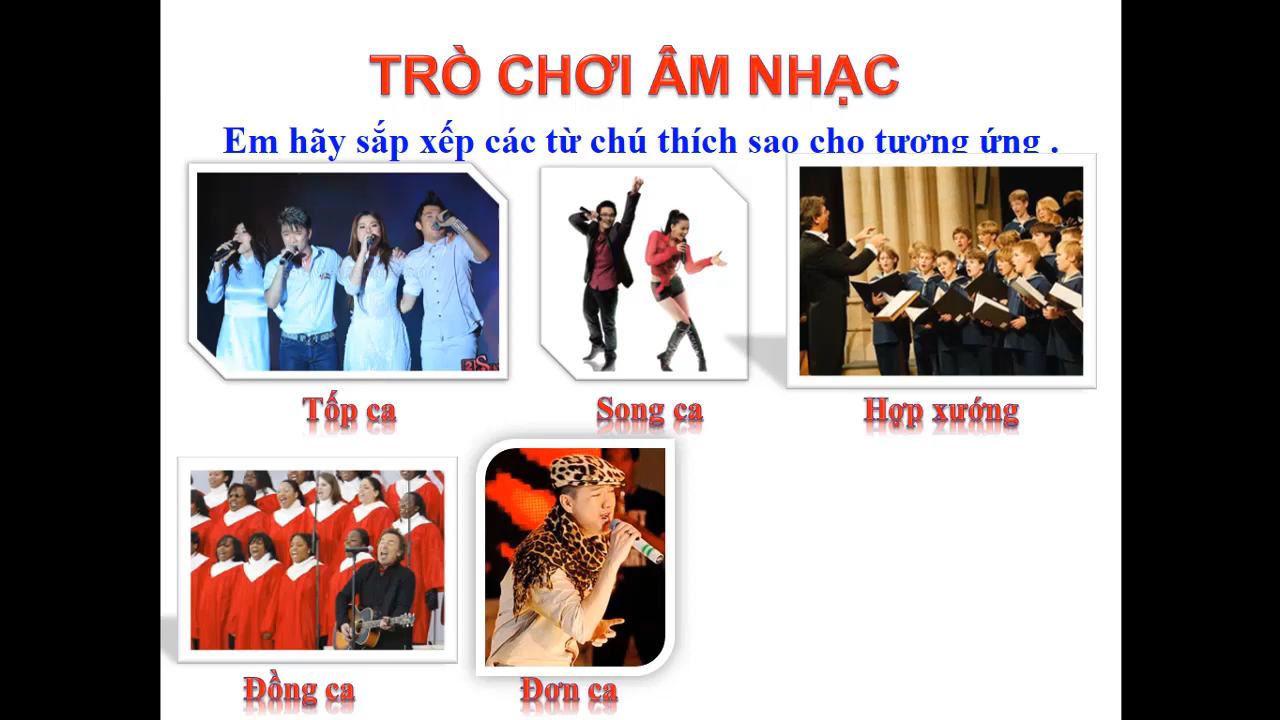 TRÒ CHƠI ÂM NHẠC
Em hãy sắp xếp các từ chú thích sao cho tương ứng .
Tốp ca
Song ca
Hợp xướng
Đồng ca
Đơn ca